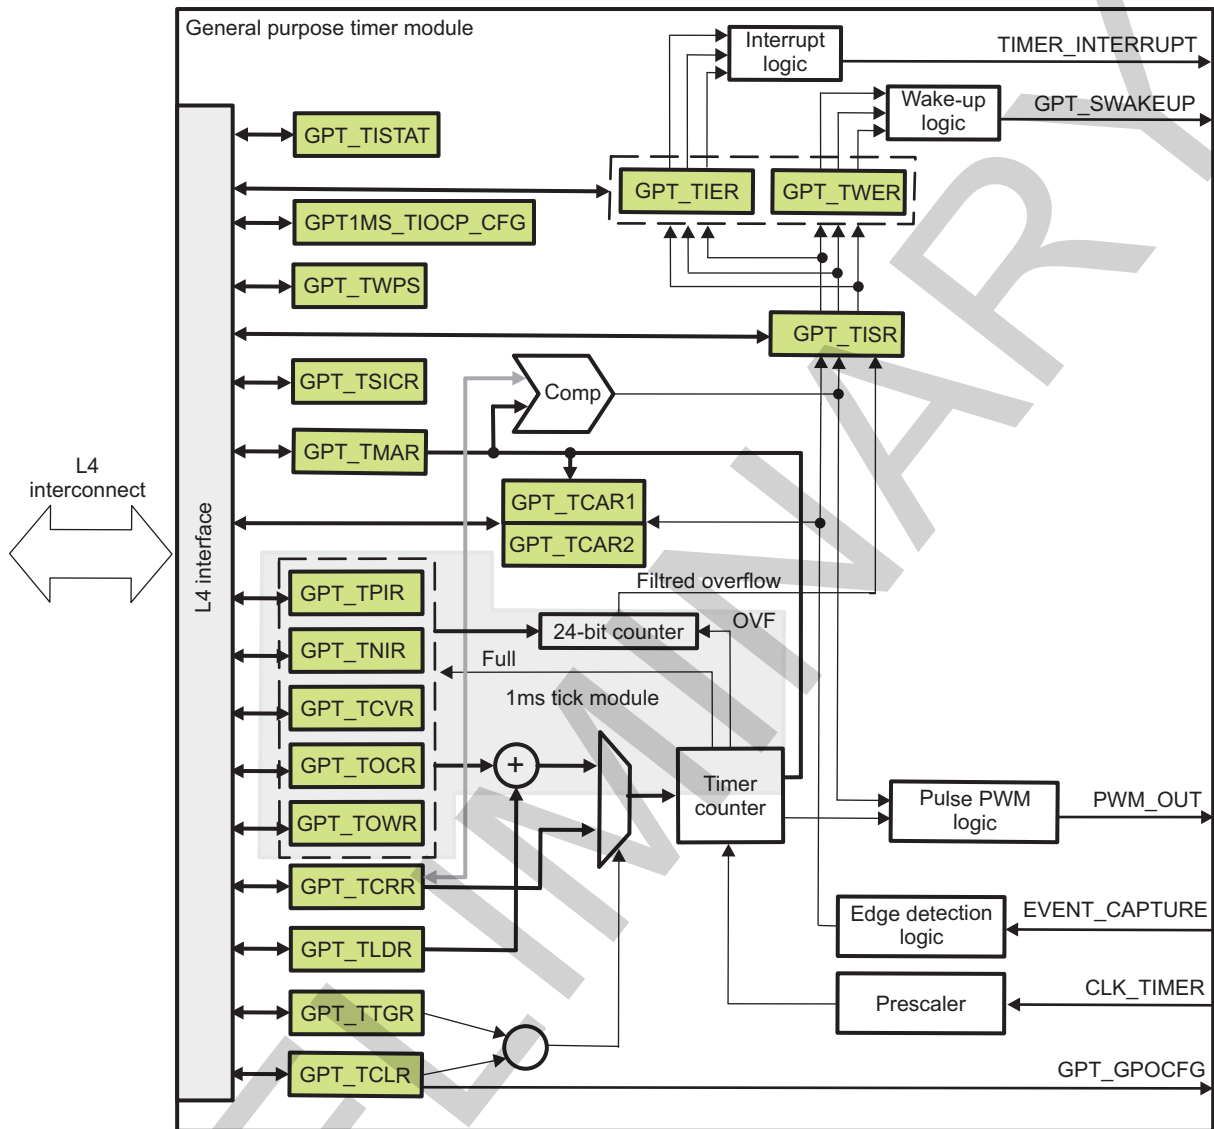 General purpose timer module
Interrupt
logic
TIMER_INTERRUPT
Wake-up
logic
GPT_SWAKEUP
GPT_TISTAT
GPT_TIER
GPT_TWER
GPT1MS_TIOCP_CFG
GPT_TWPS
GPT_TISR
GPT_TSICR
Comp
GPT_TMAR
L4
interconnect
L4 interface
GPT_TCAR1
GPT_TCAR2
Filtred overflow
GPT_TPIR
24-bit counter
OVF
GPT_TNIR
Full
1ms tick module
GPT_TCVR
GPT_TOCR
+
Timer
counter
Pulse PWM
logic
PWM_OUT
GPT_TOWR
GPT_TCRR
Edge detection
logic
EVENT_CAPTURE
GPT_TLDR
Prescaler
CLK_TIMER
GPT_TTGR
GPT_TCLR
GPT_GPOCFG
ELIMINARY